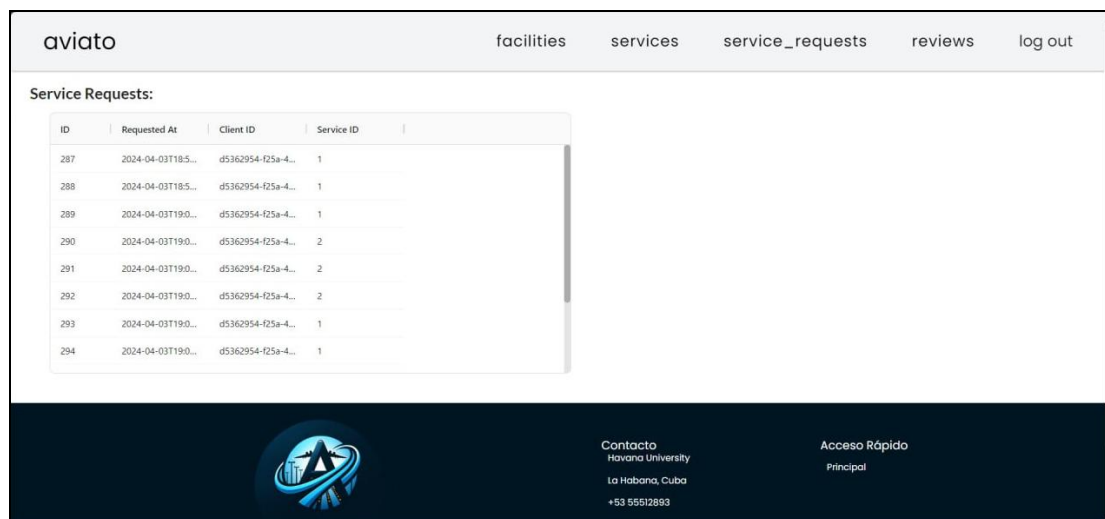 aviato facilities services service_requests reviews log out
Service Requests:
ID Requested At Client ID Service ID
287 2024-04-03T18:5... d5362954-f25a-4... 1
288 2024-04-03T18:5... d5362954-f25a-4... 1
289 2024-04-03T19:0... d5362954-f25a-4... 1
290 2024-04-03T19:0... d5362954-f25a-4... 2
291 2024-04-03T19:0... d5362954-f25a-4... 2
292 2024-04-03T19:0... d5362954-f25a-4... 2
293 2024-04-03T19:0... d5362954-f25a-4... 1
294 2024-04-03T19:0... d5362954-f25a-4... 1
Contacto
Havana University
La Habana, Cuba
+53 55512893
Acceso Rápido
Principal